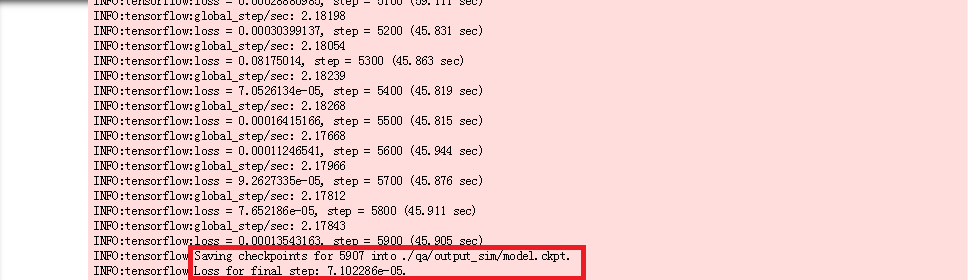 INFO:tensorflow:loss = 0.00028880985, step = 5100 (59.111 sec)
INFO:tensorflow:global_step/sec: 2.18198
INFO:tensorflow:loss = 0.00030399137, step = 5200 (45.831 sec)
INFO:tensorflow:global_step/sec: 2.18054
INFO:tensorflow:loss = 0.08175014, step = 5300 (45.863 sec)
INFO:tensorflow:global_step/sec: 2.18239
INFO:tensorflow:loss = 7.0526134e-05, step = 5400 (45.819 sec)
INFO:tensorflow:global_step/sec: 2.18268
INFO:tensorflow:loss = 0.00016415166, step = 5500 (45.815 sec)
INFO:tensorflow:global_step/sec: 2.17668
INFO:tensorflow:loss = 0.00011246541, step = 5600 (45.944 sec)
INFO:tensorflow:global_step/sec: 2.17966
INFO:tensorflow:loss = 9.2627335e-05, step = 5700 (45.876 sec)
INFO:tensorflow:global_step/sec: 2.17812
INFO:tensorflow:loss = 7.652186e-05, step = 5800 (45.911 sec)
INFO:tensorflow:global_step/sec: 2.17843
INFO:tensorflow:loss = 0.00013543163, step = 5900 (45.905 sec)
INFO:tensorflow:Saving checkpoints for 5907 into ./qa/output_sim/model.ckpt.
INFO:tensorflow:Loss for final step: 7.102286e-05.